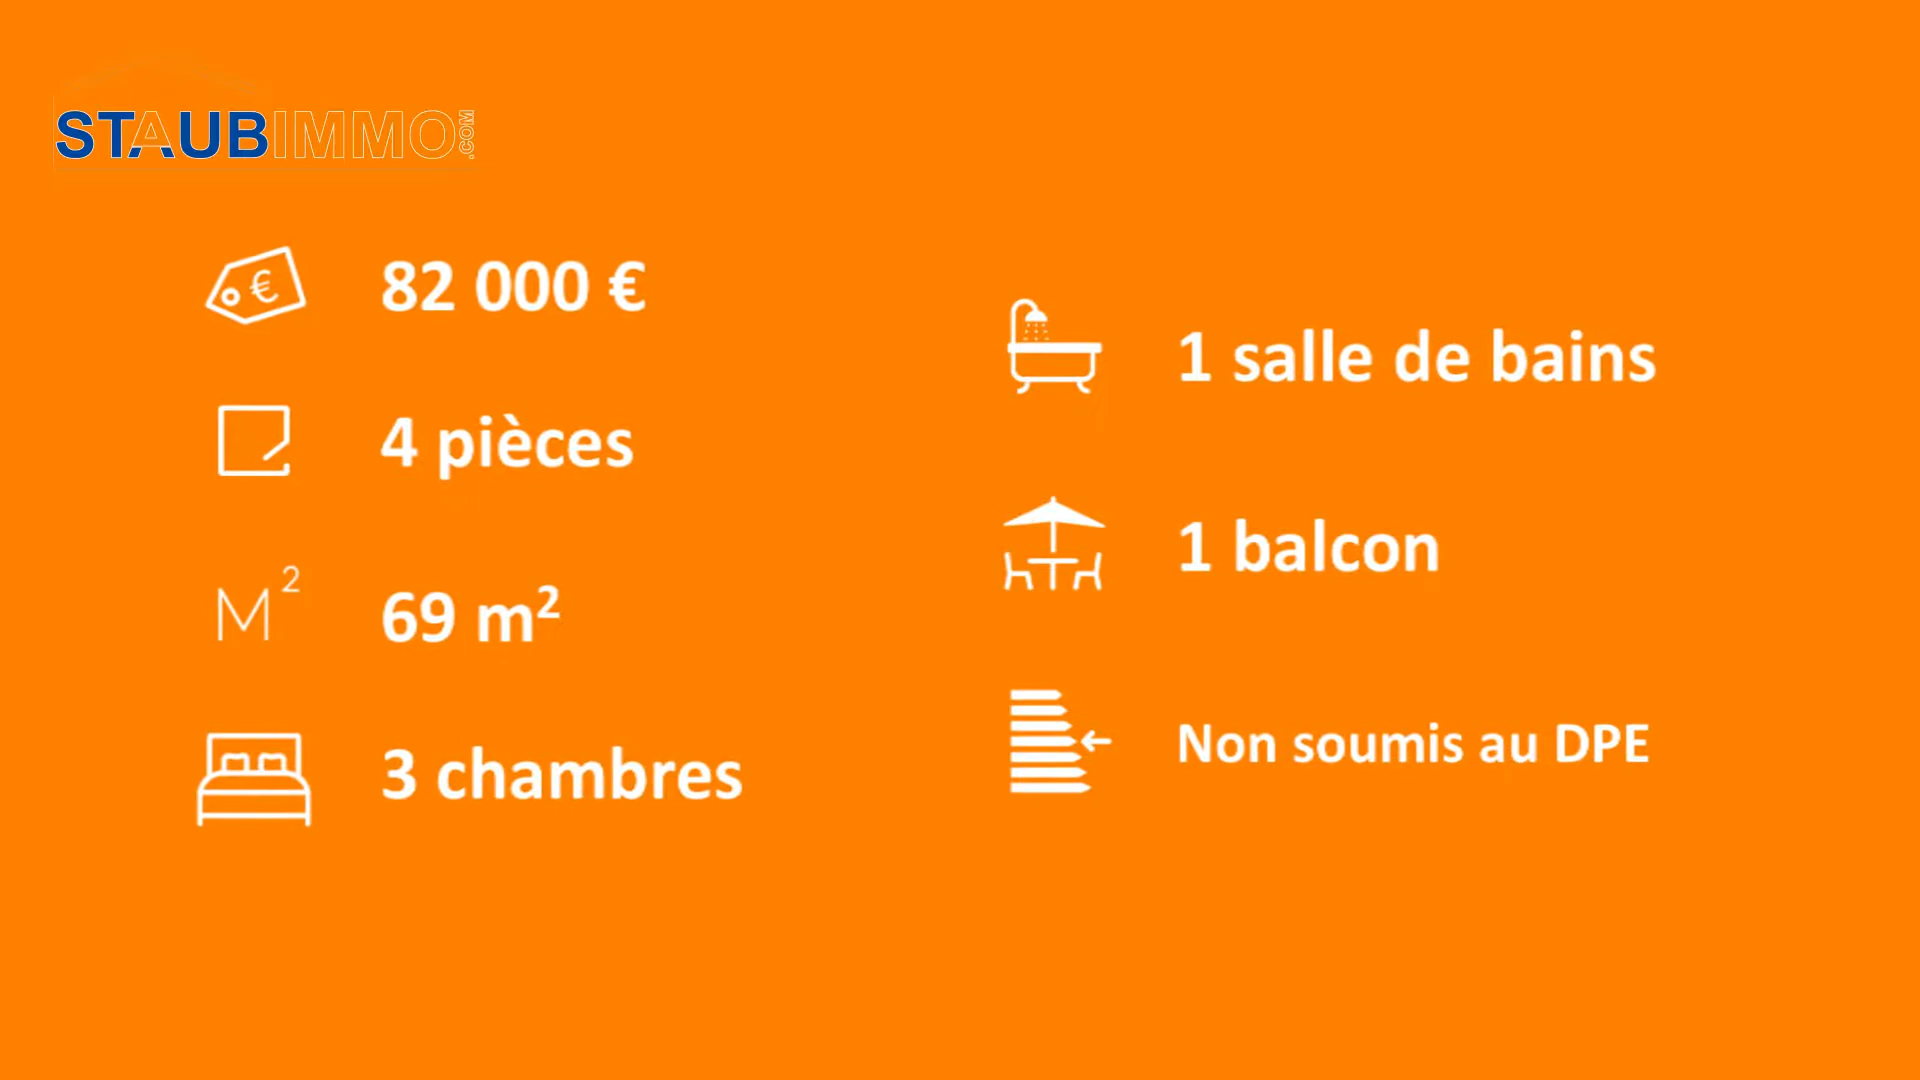 STAUBIMMO.COM
€
82 000 €
4 pièces
M²
69 m²
3 chambres
1 salle de bains
1 balcon
Non soumis au DPE